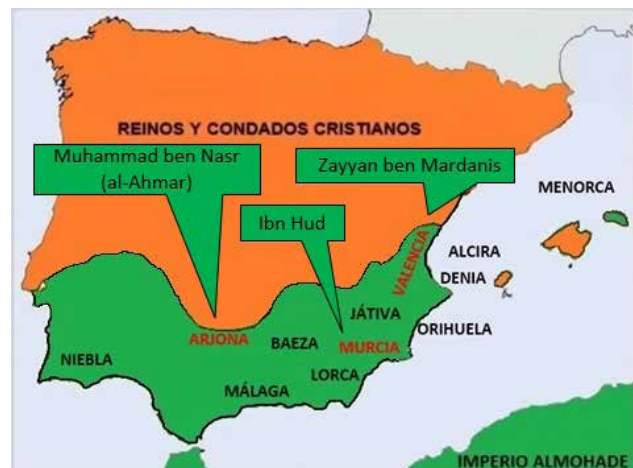 REINOS Y CONDADOS CRISTIANOS
Muhammad ben Nasr
(al-Ahmar)
Zayyan ben Mardanis
Ibn Hud
MENORCA
VALENCIA
ALCIRA
DENIA
JÁTIVA
ORIHUELA
ARJONA
BAEZA
MURCIA
NIEBLA
LORCA
MÁLAGA
IMPERIO ALMOHADE